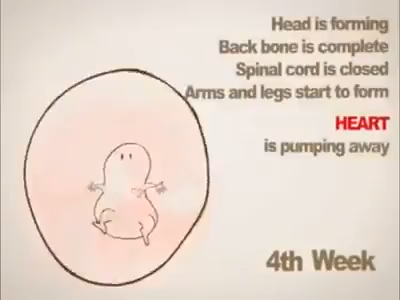 Head is forming
Back bone is complete
Spinal cord is closed
Arms and legs start to form
HEART
is pumping away
4th Week